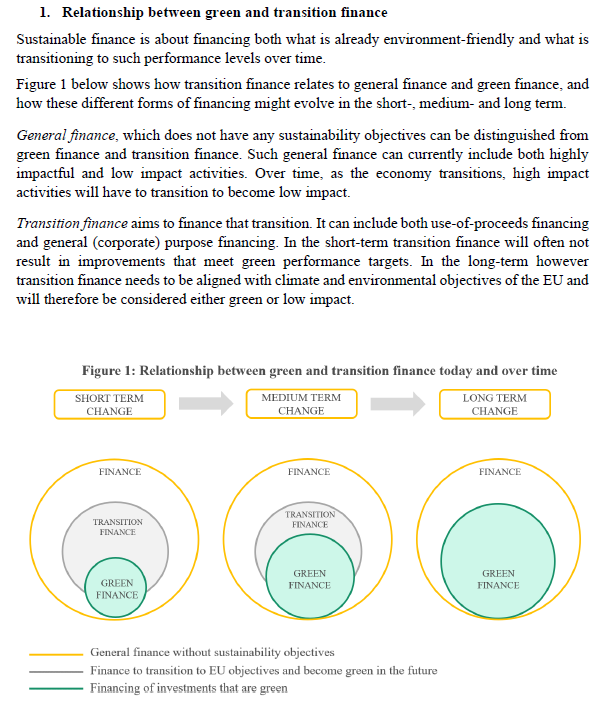 1. Relationship between green and transition finance
Sustainable finance is about financing both what is already environment-friendly and what is
transitioning to such performance levels over time.
Figure 1 below shows how transition finance relates to general finance and green finance, and
how these different forms of financing might evolve in the short-, medium- and long term.
General finance, which does not have any sustainability objectives can be distinguished from
green finance and transition finance. Such general finance can currently include both highly
impactful and low impact activities. Over time, as the economy transitions, high impact
activities will have to transition to become low impact.
Transition finance aims to finance that transition. It can include both use-of-proceeds financing
and general (corporate) purpose financing. In the short-term transition finance will often not
result in improvements that meet green performance targets. In the long-term however
transition finance needs to be aligned with climate and environmental objectives of the EU and
will therefore be considered either green or low impact.
Figure 1: Relationship between green and transition finance today and over time
SHORT TERM
CHANGE
MEDIUM TERM
CHANGE
LONG TERM
CHANGE
FINANCE
TRANSITION
FINANCE
GREEN
FINANCE
FINANCE
TRANSITION
FINANCE
GREEN
FINANCE
FINANCE
GREEN
FINANCE
General finance without sustainability objectives
Finance to transition to EU objectives and become green in the future
Financing of investments that are green